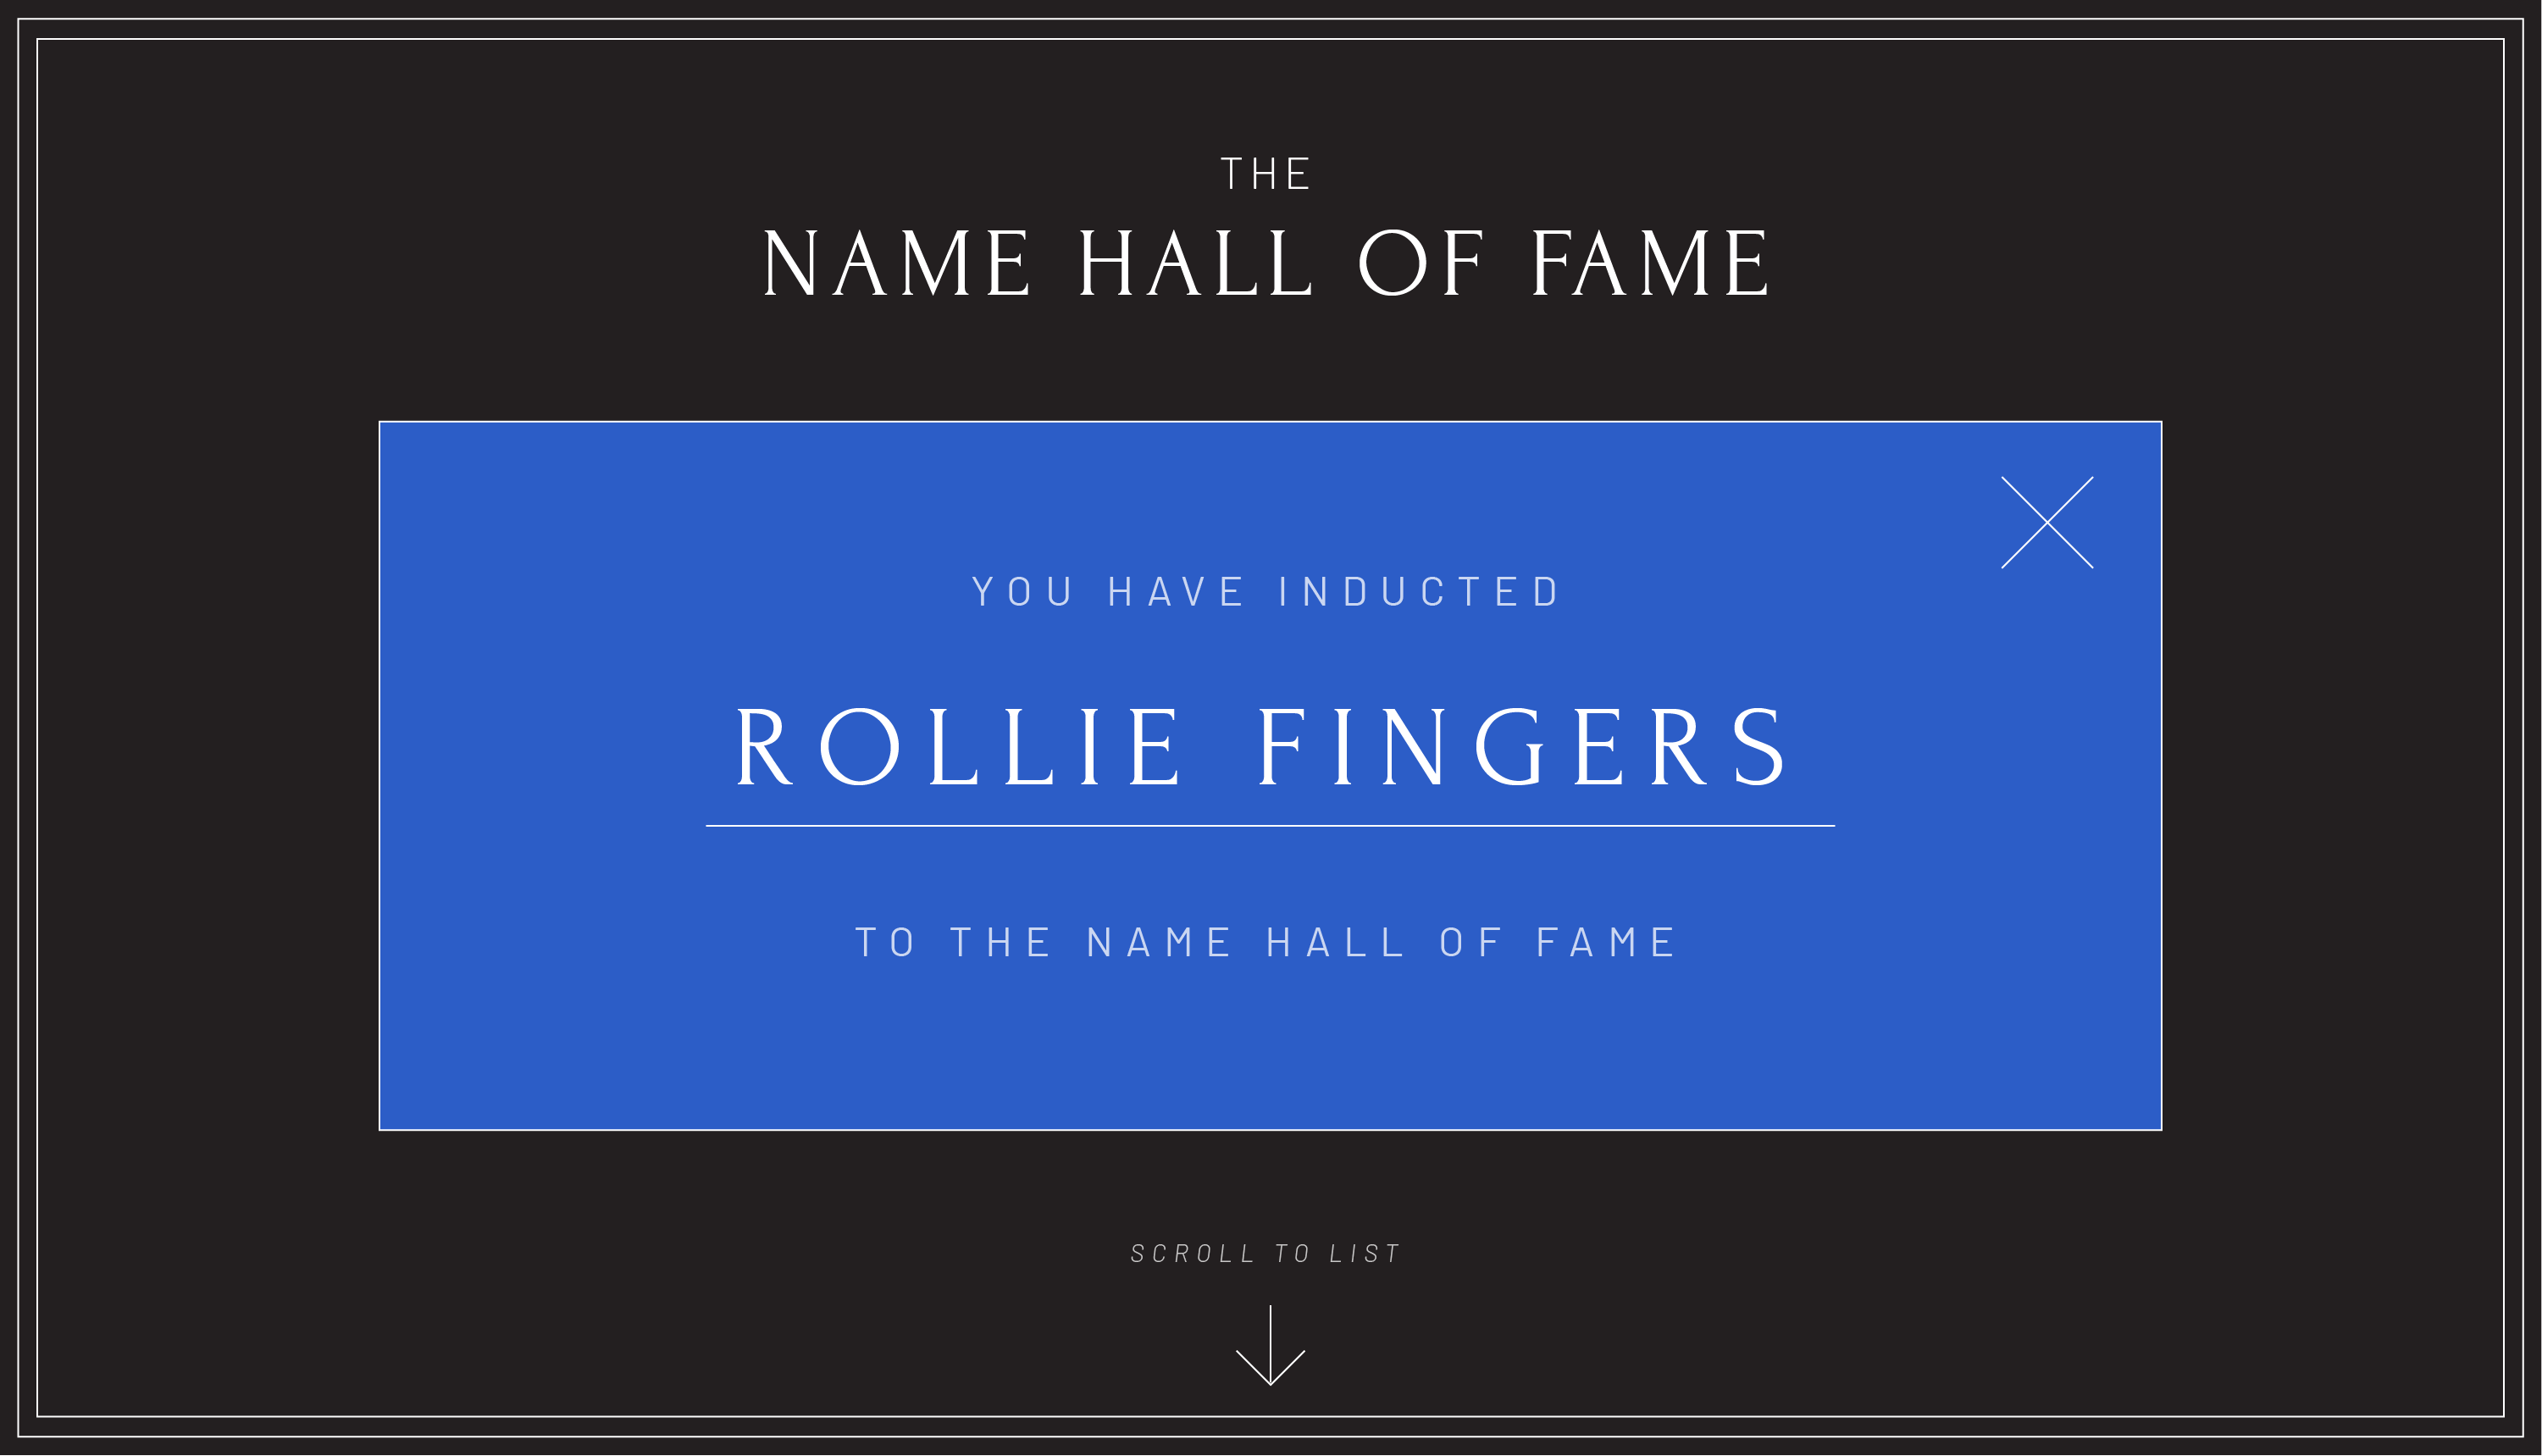 THE
NAME HALL OF FAME
YOU HAVE INDUCTED
ROLLIE FINGERS
TO THE NAME HALL OF FAME
SCROLL TO LIST